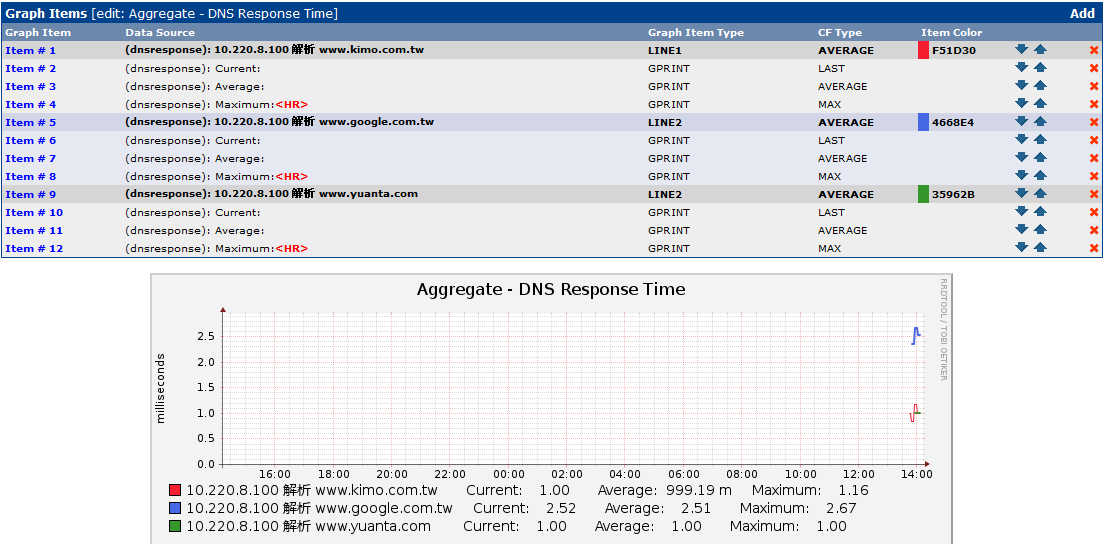 Graph Items [edit: Aggregate - DNS Response Time] Add
Graph Item Data Source Graph Item Type CF Type Item Color
Item # 1 (dnsresponse): 10.220.8.100 解析 www.kimo.com.tw LINE1 AVERAGE F51D30
Item # 2 (dnsresponse): Current: GPRINT LAST
Item # 3 (dnsresponse): Average: GPRINT AVERAGE
Item # 4 (dnsresponse): Maximum:<HR> GPRINT MAX
Item # 5 (dnsresponse): 10.220.8.100 解析 www.google.com.tw LINE2 AVERAGE 4668E4
Item # 6 (dnsresponse): Current: GPRINT LAST
Item # 7 (dnsresponse): Average: GPRINT AVERAGE
Item # 8 (dnsresponse): Maximum:<HR> GPRINT MAX
Item # 9 (dnsresponse): 10.220.8.100 解析 www.yuanta.com LINE2 AVERAGE 35962B
Item # 10 (dnsresponse): Current: GPRINT LAST
Item # 11 (dnsresponse): Average: GPRINT AVERAGE
Item # 12 (dnsresponse): Maximum:<HR> GPRINT MAX
Aggregate - DNS Response Time
RRDTOOL / TOBI OETIKER
milliseconds
2.5
2.0
1.5
1.0
0.5
0.0
16:00 18:00 20:00 22:00 00:00 02:00 04:00 06:00 08:00 10:00 12:00 14:00
10.220.8.100 解析 www.kimo.com.tw Current: 1.00 Average: 999.19 m Maximum: 1.16
10.220.8.100 解析 www.google.com.tw Current: 2.52 Average: 2.51 Maximum: 2.67
10.220.8.100 解析 www.yuanta.com Current: 1.00 Average: 1.00 Maximum: 1.00